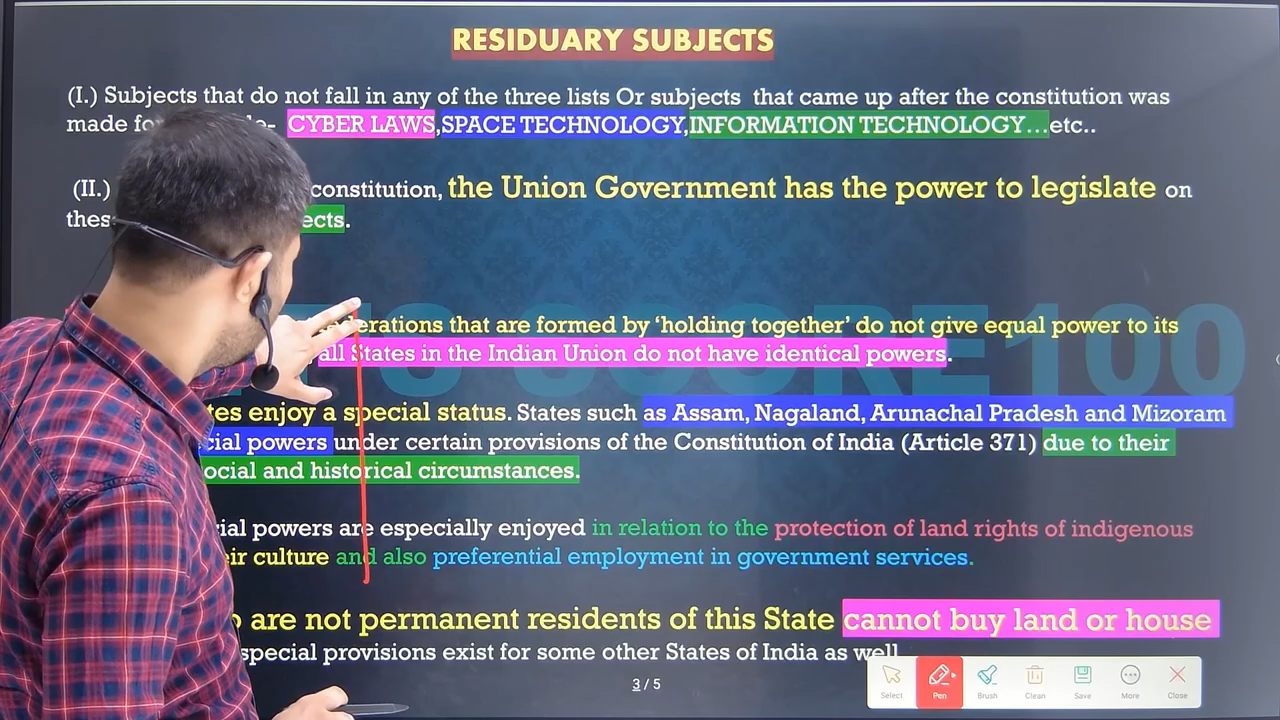 RESIDUARY SUBJECTS
(I.) Subjects that do not fall in any of the three lists Or subjects that came up after the constitution was
made CYBER LAWS,SPACE TECHNOLOGY,INFORMATION TECHNOLOGY...etc..
(II.) constitution, the Union Government has the power to legislate on
.
erations that are formed by ‘holding together’ do not give equal power to its
all States in the Indian Union do not have identical powers.
enjoy a special status. States such as Assam, Nagaland, Arunachal Pradesh and Mizoram
powers under certain provisions of the Constitution of India (Article 371) due to their
ocial and historical circumstances.
powers are especially enjoyed in relation to the protection of land rights of indigenous
culture and also preferential employment in government services.
are not permanent residents of this State cannot buy land or house
special provisions exist for some other States of India as well
SCORE100
3 / 5
Select Pen Brush Clean Save More Close